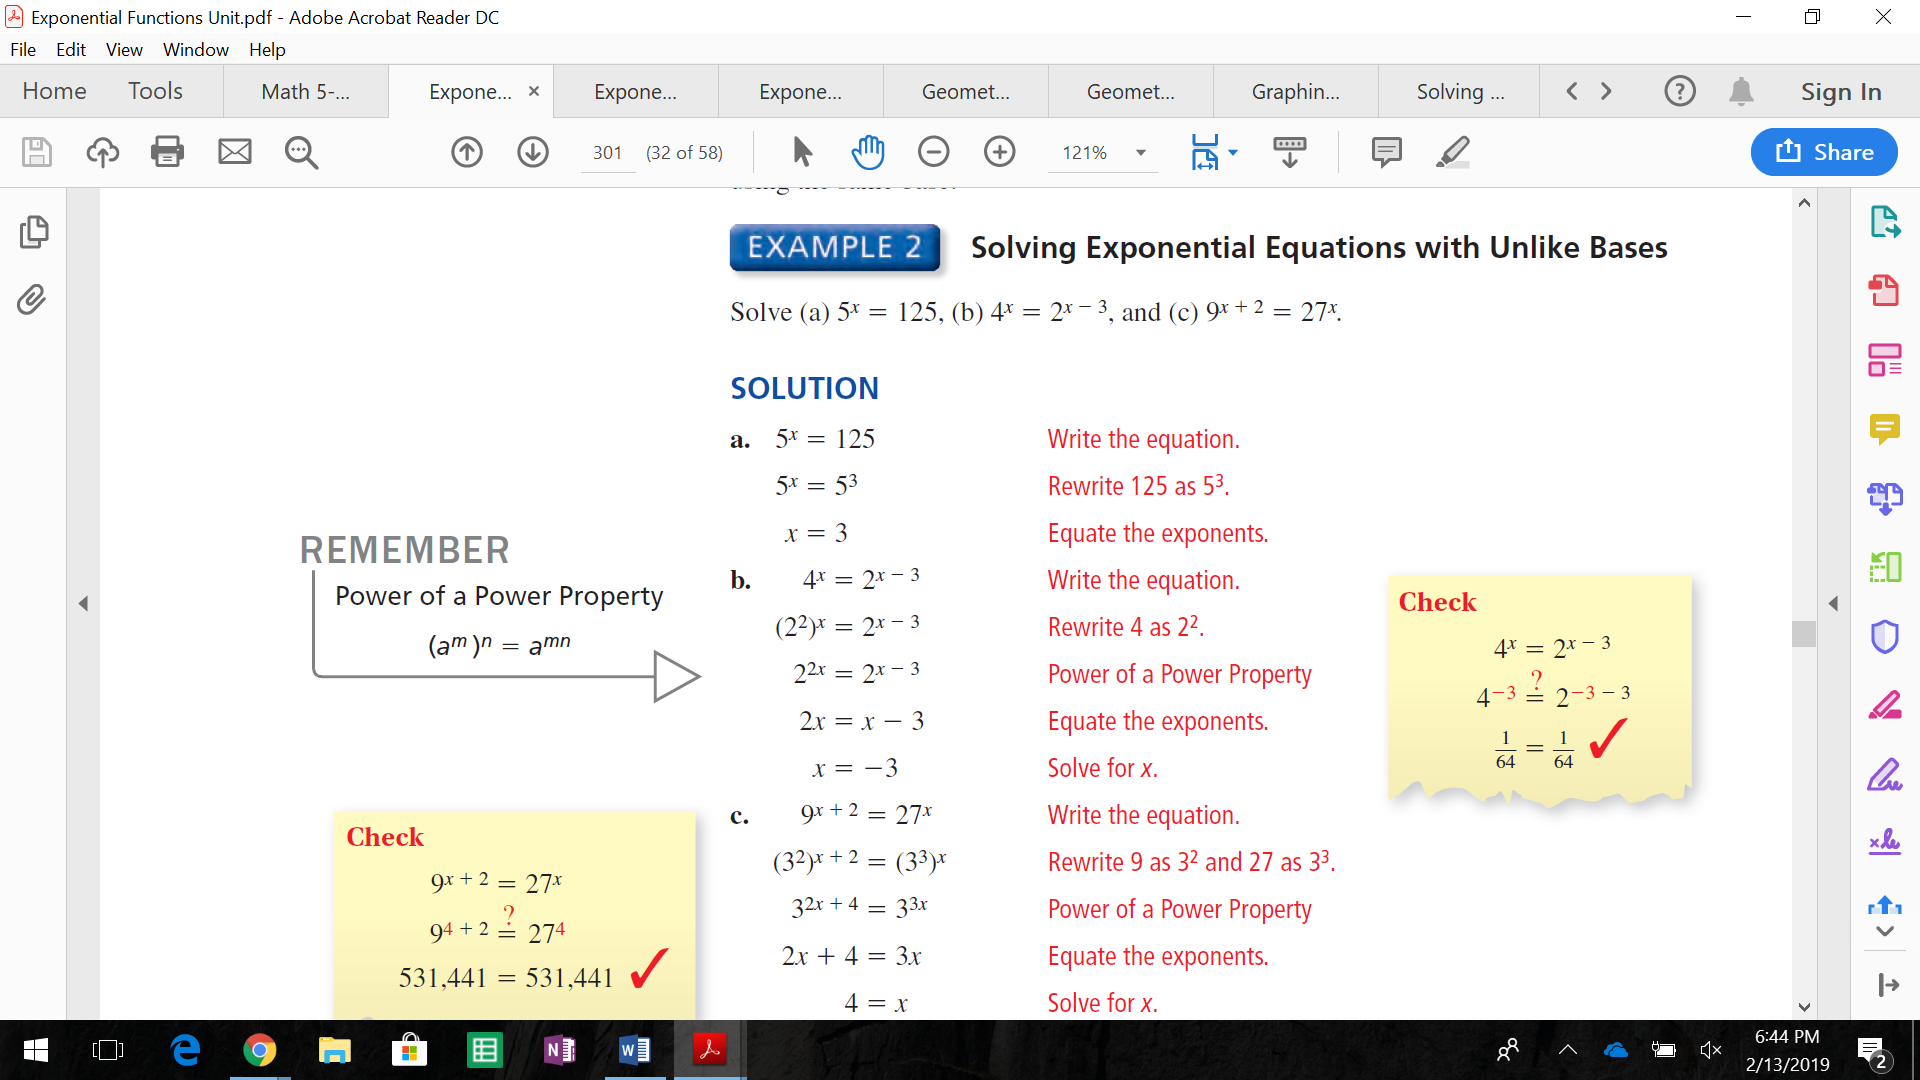 Exponential Functions Unit.pdf - Adobe Acrobat Reader DC
File Edit View Window Help
Home Tools Math 5-... Expone... × Expone... Expone... Geomet... Geomet... Graphin... Solving ... Sign In
301 (32 of 58) 121% Share
EXAMPLE 2 Solving Exponential Equations with Unlike Bases
Solve (a) 5ˣ = 125, (b) 4ˣ = 2ˣ ⁻ ³, and (c) 9ˣ ⁺ ² = 27ˣ.
SOLUTION
a. 5ˣ = 125 Write the equation.
5ˣ = 5³ Rewrite 125 as 5³.
x = 3 Equate the exponents.
REMEMBER
Power of a Power Property
(aᵐ)ⁿ = aᵐⁿ
b. 4ˣ = 2ˣ ⁻ ³ Write the equation.
(2²)ˣ = 2ˣ ⁻ ³ Rewrite 4 as 2².
2²ˣ = 2ˣ ⁻ ³ Power of a Power Property
2x = x − 3 Equate the exponents.
x = −3 Solve for x.
Check
4ˣ = 2ˣ ⁻ ³
4⁻³ ≟ 2⁻³ ⁻ ³
1/64 = 1/64 ✓
c. 9ˣ ⁺ ² = 27ˣ Write the equation.
(3²)ˣ ⁺ ² = (3³)ˣ Rewrite 9 as 3² and 27 as 3³.
3²ˣ ⁺ ⁴ = 3³ˣ Power of a Power Property
2x + 4 = 3x Equate the exponents.
4 = x Solve for x.
Check
9ˣ ⁺ ² = 27ˣ
9⁴ ⁺ ² ≟ 27⁴
531,441 = 531,441 ✓
6:44 PM
2/13/2019
2